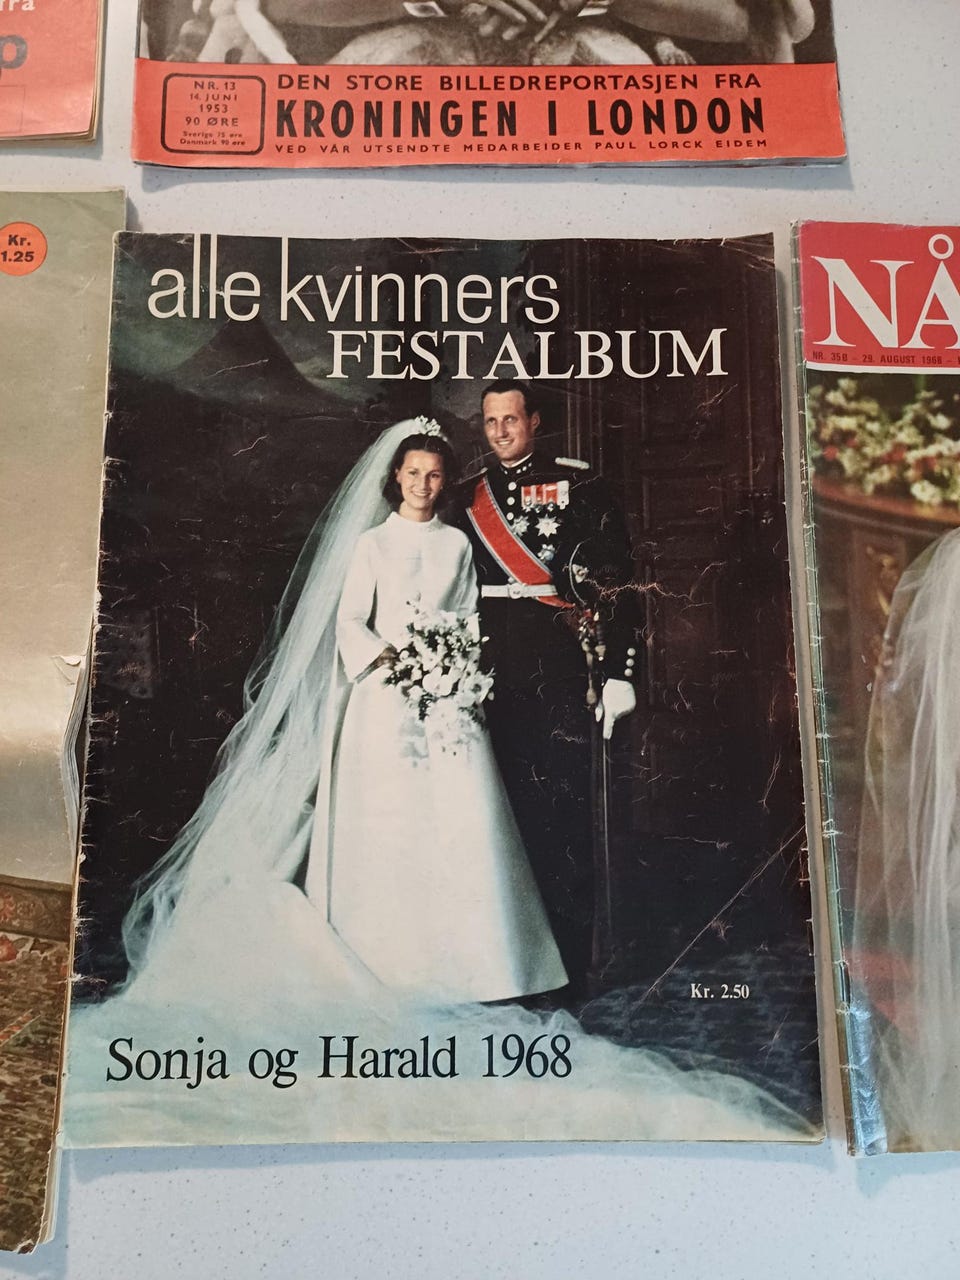 rra
p
NR. 13
14. JUNI
1953
90 ØRE
Sverige 75 øre
Danmark 90 øre
DEN STORE BILLEDREPORTASJEN FRA
KRONINGEN I LONDON
VED VÅR UTSENDTE MEDARBEIDER PAUL LORCK EIDEM
Kr.
1.25
alle kvinners
FESTALBUM
Kr. 2.50
Sonja og Harald 1968
NÅ
NR. 35B - 29. AUGUST 1968 -